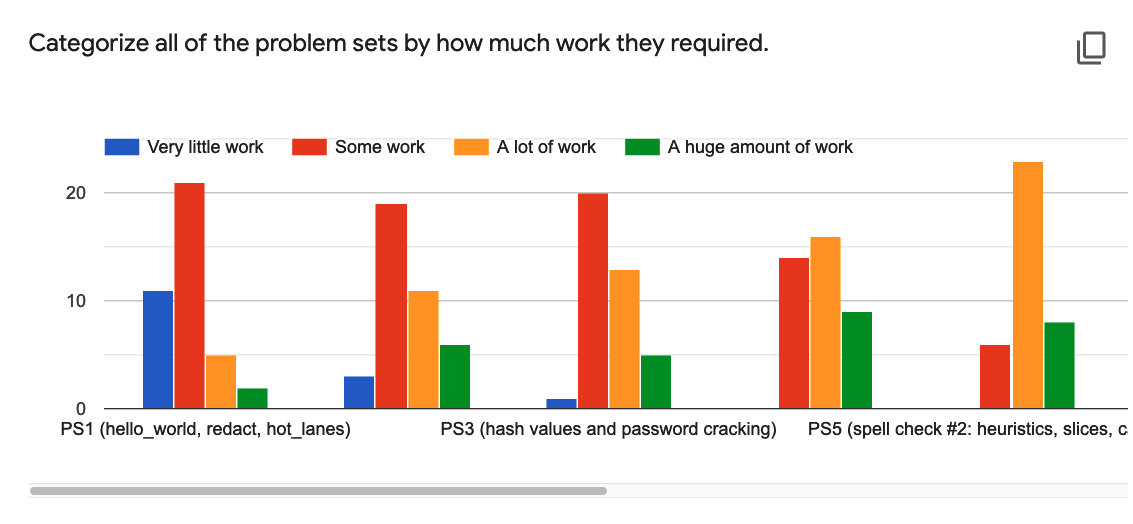 Categorize all of the problem sets by how much work they required.
Very little work Some work A lot of work A huge amount of work
20
10
0
PS1 (hello_world, redact, hot_lanes) PS3 (hash values and password cracking) PS5 (spell check #2: heuristics, slices,